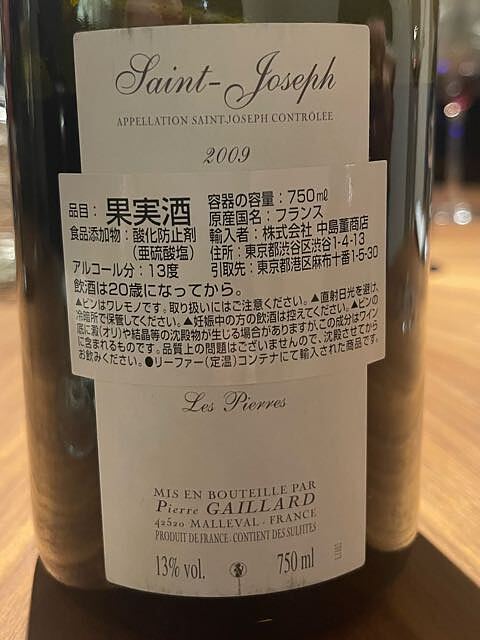 Saint-Joseph
APPELLATION SAINT-JOSEPH CONTRÔLÉE
2009
品目：果実酒
食品添加物：酸化防止剤
（亜硫酸塩）
アルコール分：13度
容器の容量：750ml
原産国名：フランス
輸入者：株式会社 中島董商店
住所：東京都渋谷区渋谷1-4-13
引取先：東京都港区麻布十番1-5-30
飲酒は20歳になってから。
▲ビンはワレモノです。取り扱いにはご注意ください。▲直射日光を避け、
冷暗所で保管してください。▲妊娠中の方の飲酒は控えてください。▲ビンの
底に澱(オリ)や結晶等の沈殿物が生じる場合がありますが、この成分はワイン
に含まれるものです。品質上の問題はございませんので、沈殿させてから
お飲みください。●リーファー(定温)コンテナにて輸入された商品です。
Les Pierres
MIS EN BOUTEILLE PAR
Pierre GAILLARD
42520 MALLEVAL - FRANCE
PRODUIT DE FRANCE - CONTIENT DES SULFITES
13% vol. 750 ml